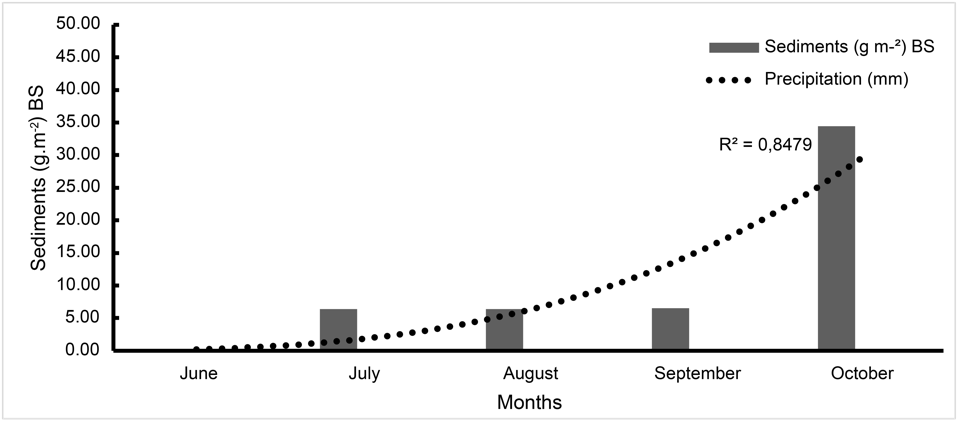 50.00
45.00
40.00
35.00
30.00
25.00
20.00
15.00
10.00
5.00
0.00
Sediments (g.m-²) BS
Sediments (g m-²) BS
Precipitation (mm)
R² = 0,8479
June July August September October
Months